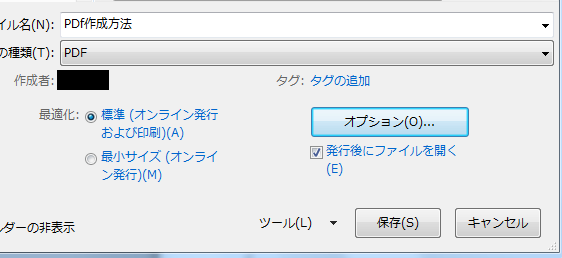 イル名(N): PDf作成方法
の種類(T): PDF
作成者: タグ: タグの追加
最適化: 標準 (オンライン発行 オプション(O)...
および印刷)(A)
発行後にファイルを開く
最小サイズ (オンライ (E)
ン発行)(M)
ルダーの非表示 ツール(L) 保存(S) キャンセル